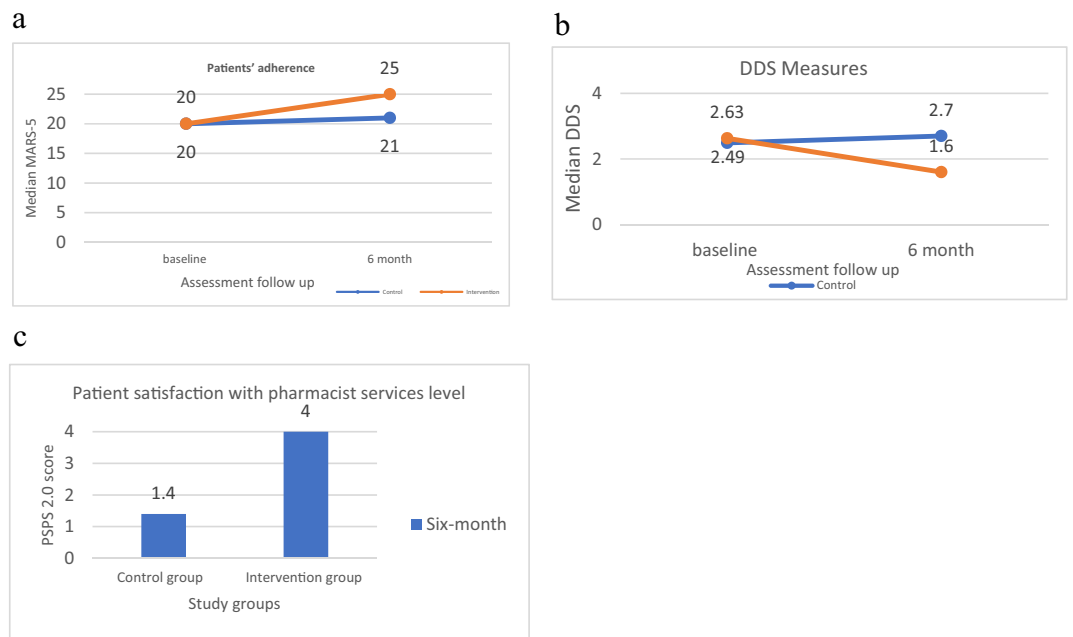 a
Patients' adherence
Median MARS-5
25
20
15
10
5
0
20
20
25
21
baseline
6 month
Assessment follow up
Control
Intervention
b
DDS Measures
Median DDS
4
2
0
2.63
2.49
2.7
1.6
baseline
6 month
Assessment follow up
Control
c
Patient satisfaction with pharmacist services level
PSPS 2.0 score
4
3
2
1
0
1.4
4
Control group
Intervention group
Study groups
Six-month